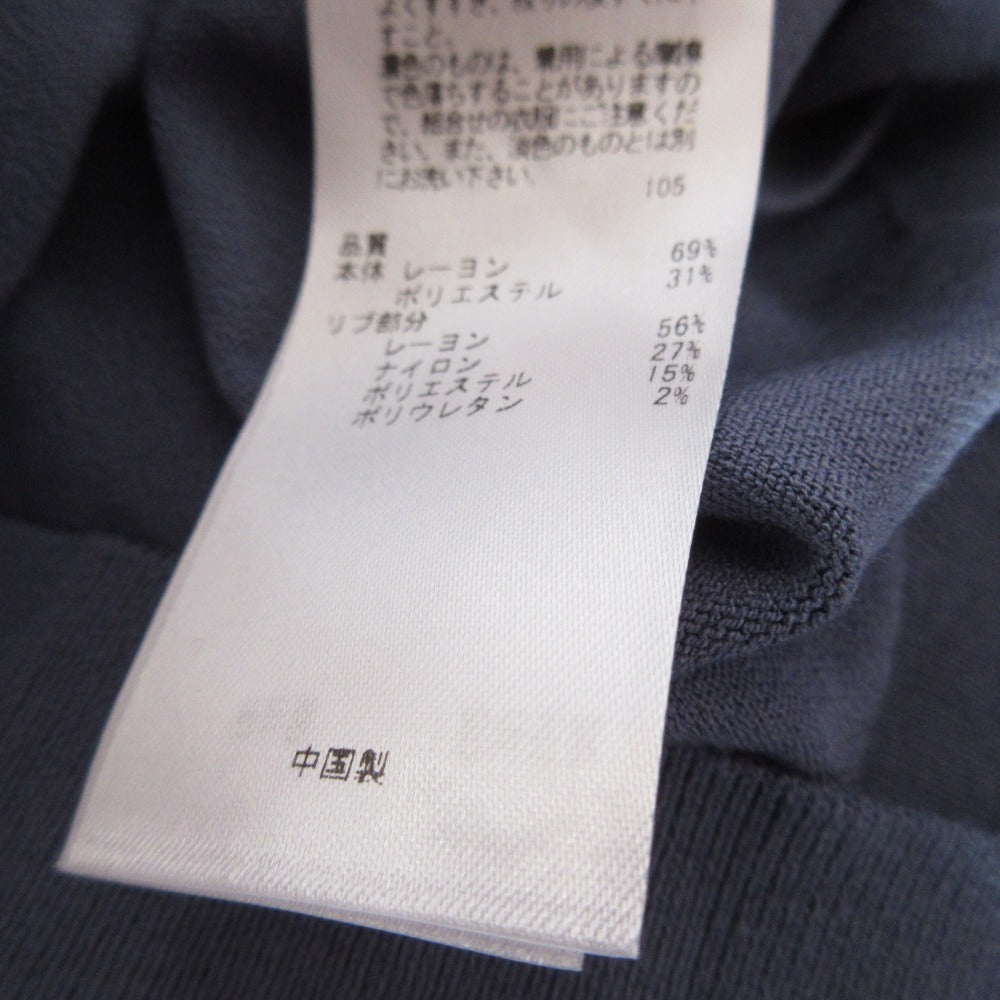 よくすすぎ、
すこと。
濃色のものは、着用による摩擦
で色落ちすることがありますの
で、組合せの衣服にご注意くだ
さい。また、淡色のものとは別
にお洗い下さい。
105
品質
本体 レーヨン 69%
ポリエステル 31%
リブ部分
レーヨン 56%
ナイロン 27%
ポリエステル 15%
ポリウレタン 2%
中国製